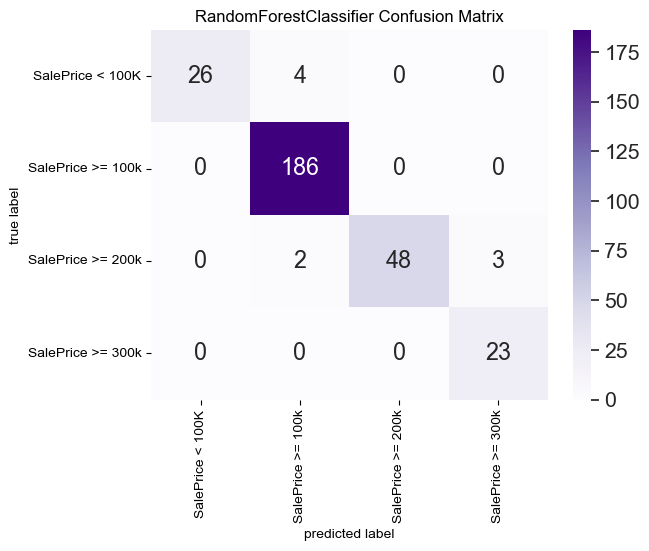 RandomForestClassifier Confusion Matrix
true label
SalePrice < 100K
26 4 0 0
SalePrice >= 100k
0 186 0 0
SalePrice >= 200k
0 2 48 3
SalePrice >= 300k
0 0 0 23
SalePrice < 100K
SalePrice >= 100k
SalePrice >= 200k
SalePrice >= 300k
predicted label
175
150
125
100
75
50
25
0